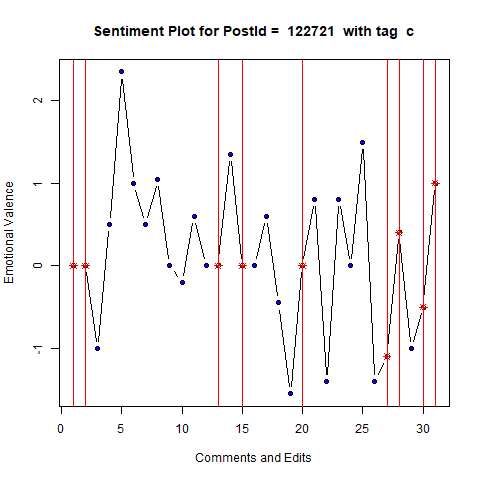 Sentiment Plot for PostId =  122721  with tag  c
Emotional Valence
2
1
0
-1
0 5 10 15 20 25 30
Comments and Edits